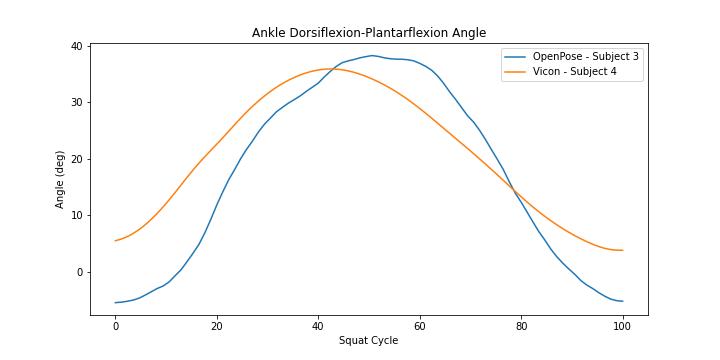 Ankle Dorsiflexion-Plantarflexion Angle
OpenPose - Subject 3
Vicon - Subject 4
Angle (deg)
40
30
20
10
0
0 20 40 60 80 100
Squat Cycle